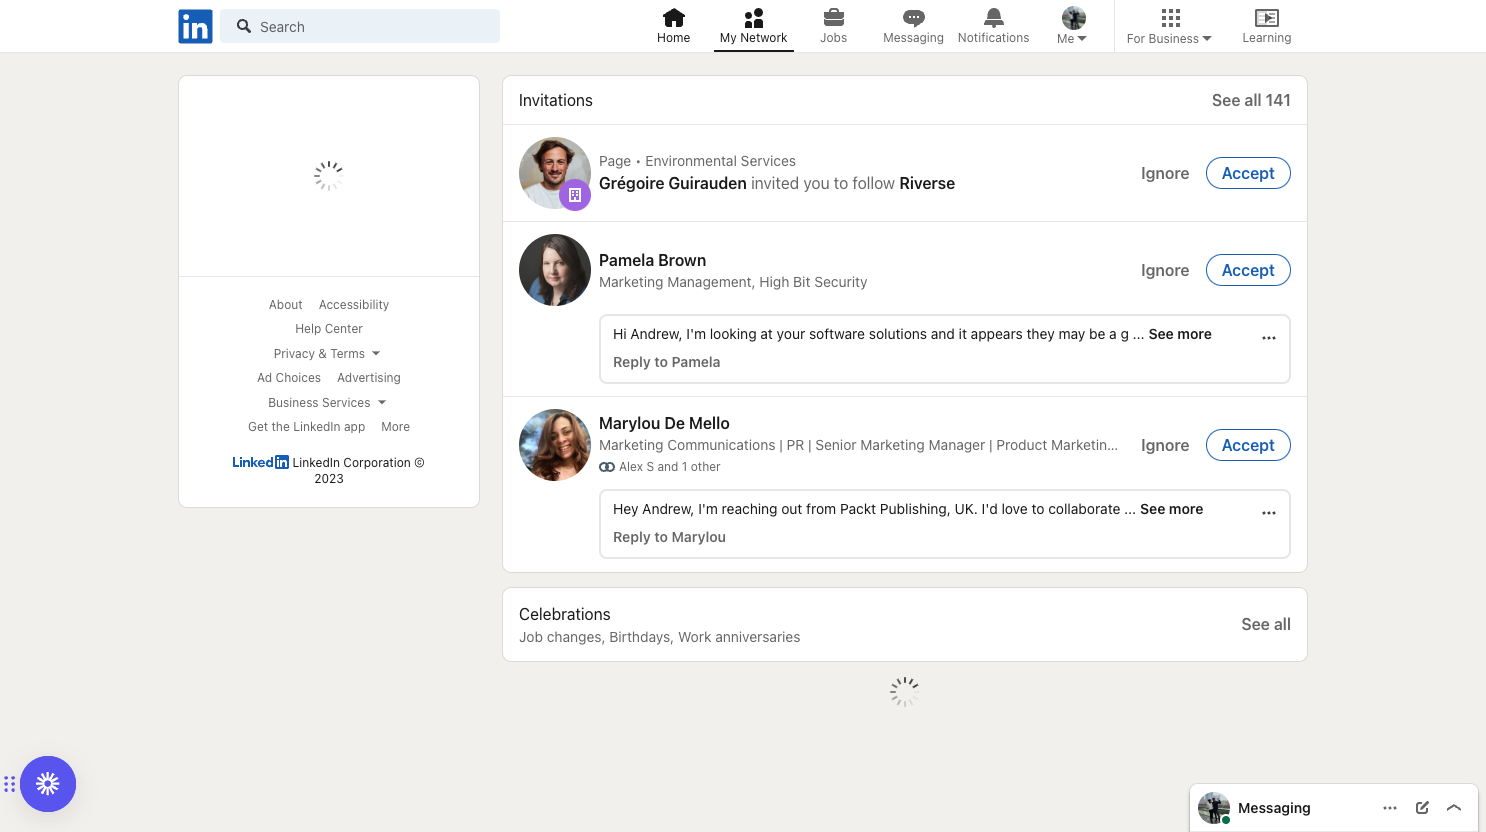 in
Search
Home
My Network
Jobs
Messaging
Notifications
Me
For Business
Learning
Invitations
See all 141
Page • Environmental Services
Grégoire Guirauden invited you to follow Riverse
Ignore
Accept
Pamela Brown
Marketing Management, High Bit Security
Ignore
Accept
Hi Andrew, I'm looking at your software solutions and it appears they may be a g ... See more
Reply to Pamela
Marylou De Mello
Marketing Communications | PR | Senior Marketing Manager | Product Marketin...
Alex S and 1 other
Ignore
Accept
Hey Andrew, I'm reaching out from Packt Publishing, UK. I'd love to collaborate ... See more
Reply to Marylou
Celebrations
Job changes, Birthdays, Work anniversaries
See all
About Accessibility
Help Center
Privacy & Terms
Ad Choices Advertising
Business Services
Get the LinkedIn app More
LinkedIn LinkedIn Corporation ©
2023
Messaging